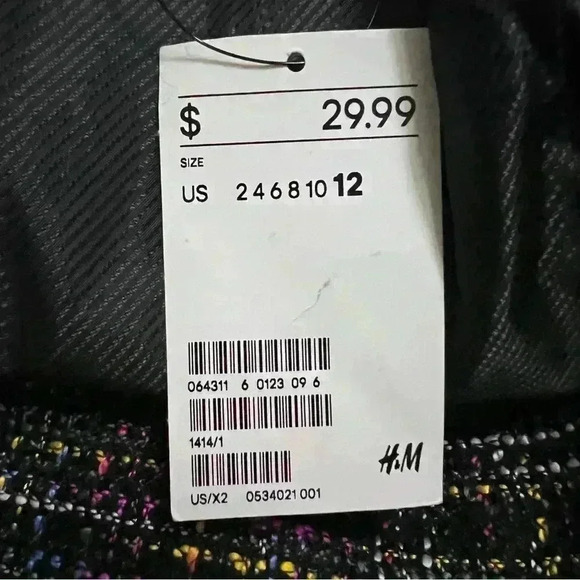 $ 29.99
SIZE
US 2 4 6 8 10 12
064311 6 0123 09 6
1414/1
H&M
US/X2 0534021 001